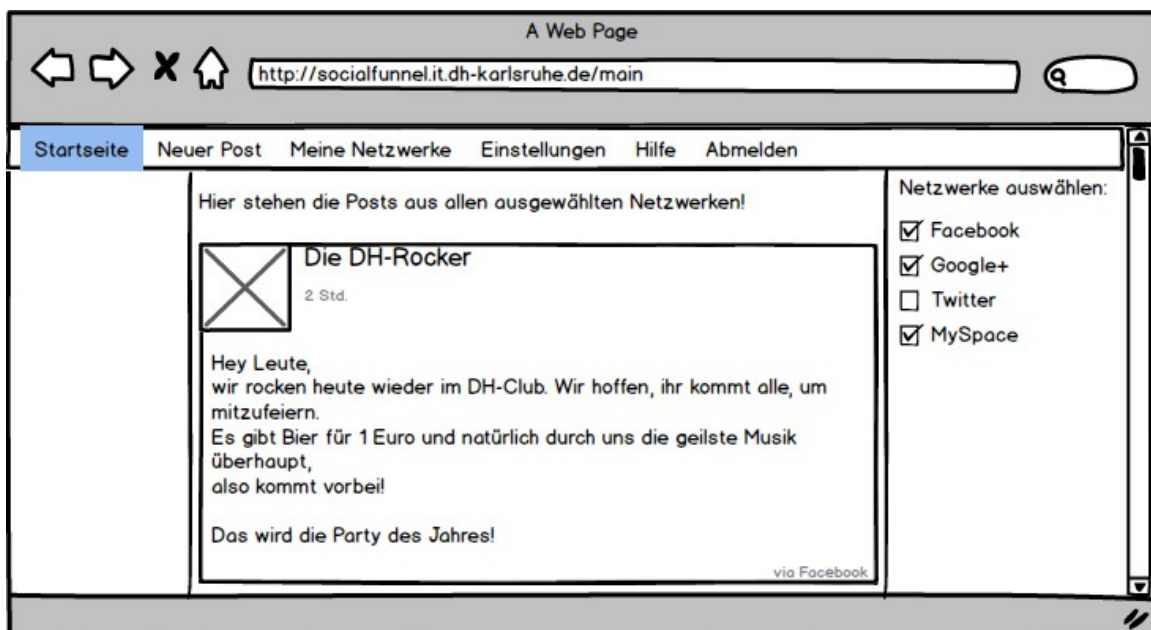 A Web Page
http://socialfunnel.it.dh-karlsruhe.de/main
Startseite Neuer Post Meine Netzwerke Einstellungen Hilfe Abmelden
Hier stehen die Posts aus allen ausgewählten Netzwerken!
Die DH-Rocker
2 Std.
Hey Leute,
wir rocken heute wieder im DH-Club. Wir hoffen, ihr kommt alle, um
mitzufeiern.
Es gibt Bier für 1 Euro und natürlich durch uns die geilste Musik
überhaupt,
also kommt vorbei!
Das wird die Party des Jahres!
via Facebook
Netzwerke auswählen:
Facebook
Google+
Twitter
MySpace